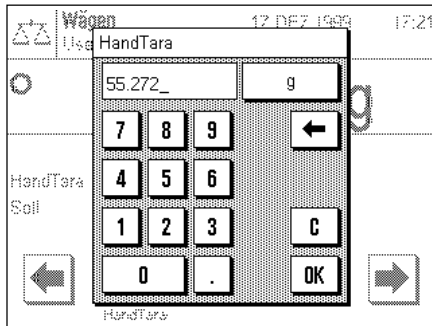 Wägen 17 DEZ 1999 17:21
Use
HandTara
55.272_ g
7 8 9
4 5 6
1 2 3 C
0 . OK
g
HandTara
Soll
HandTara